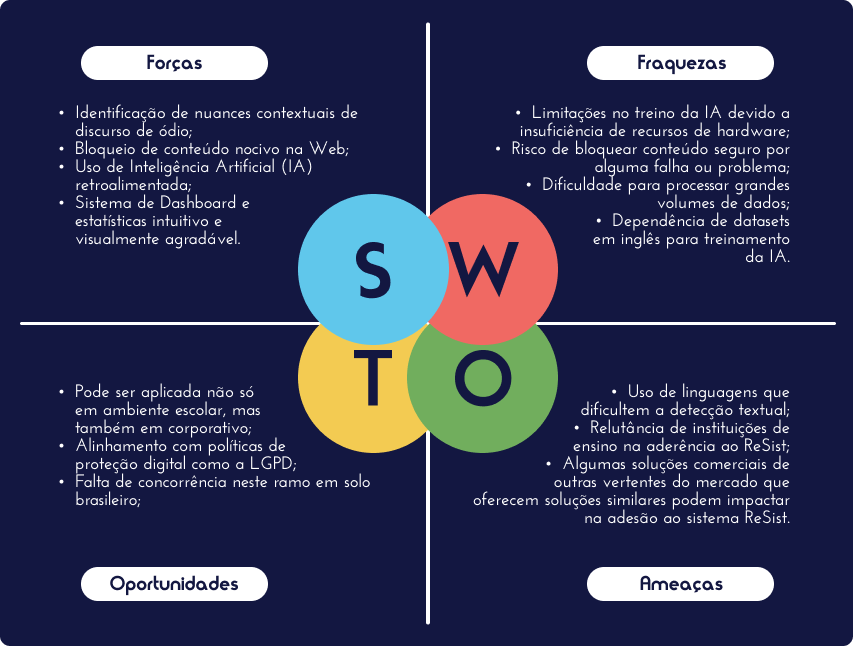 Forças
• Identificação de nuances contextuais de
discurso de ódio;
• Bloqueio de conteúdo nocivo na Web;
• Uso de Inteligência Artificial (IA)
retroalimentada;
• Sistema de Dashboard e
estatísticas intuitivo e
visualmente agradável.
Fraquezas
• Limitações no treino da IA devido a
insuficiência de recursos de hardware;
• Risco de bloquear conteúdo seguro por
alguma falha ou problema;
• Dificuldade para processar grandes
volumes de dados;
• Dependência de datasets
em inglês para treinamento
da IA.
S
W
T
O
• Pode ser aplicada não só
em ambiente escolar, mas
também em corporativo;
• Alinhamento com políticas de
proteção digital como a LGPD;
• Falta de concorrência neste ramo em solo
brasileiro;
Oportunidades
• Uso de linguagens que
dificultem a detecção textual;
• Relutância de instituições de
ensino na aderência ao ReSist;
• Algumas soluções comerciais de
outras vertentes do mercado que
oferecem soluções similares podem impactar
na adesão ao sistema ReSist.
Ameaças